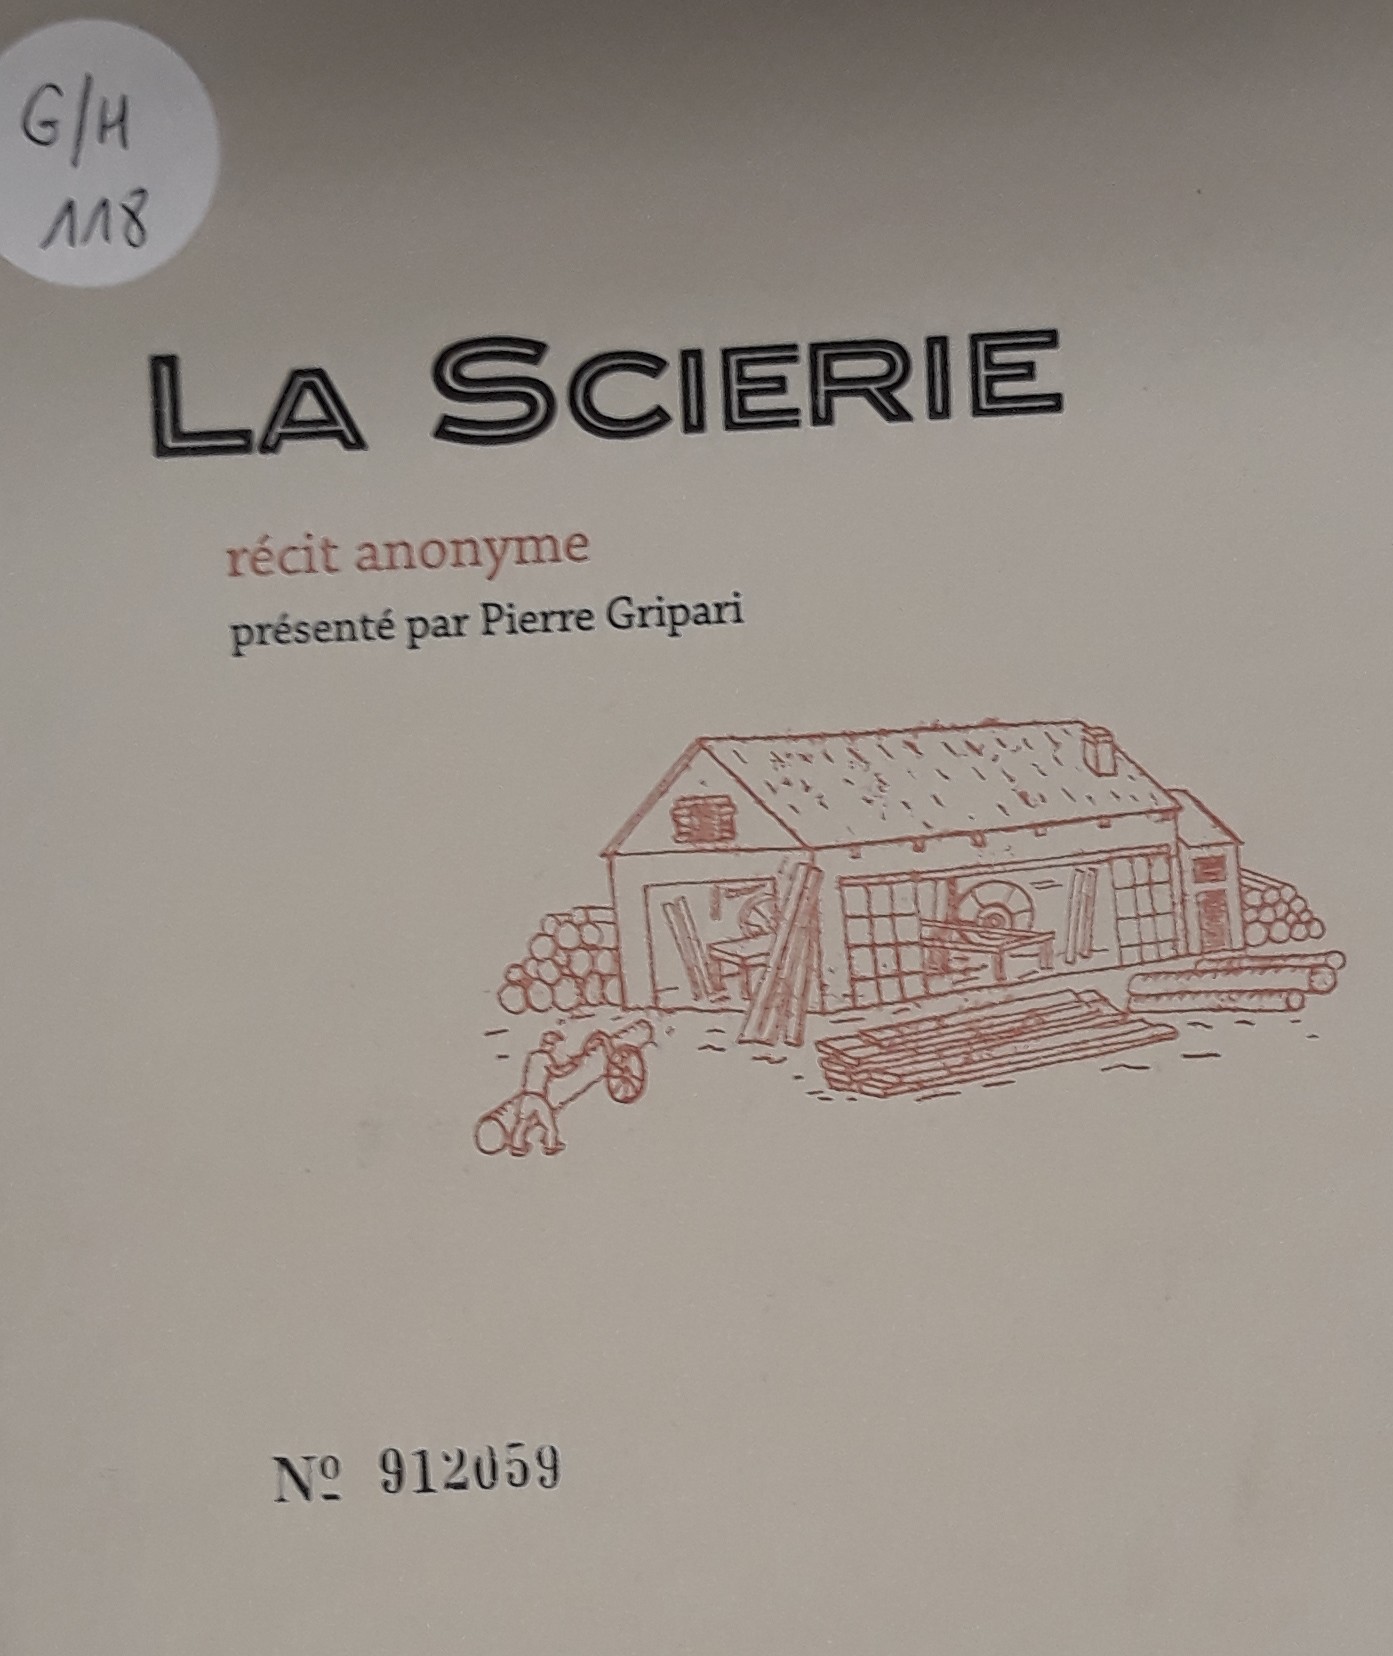 G/H
118
LA SCIERIE
récit anonyme
présenté par Pierre Gripari
Nº 912059